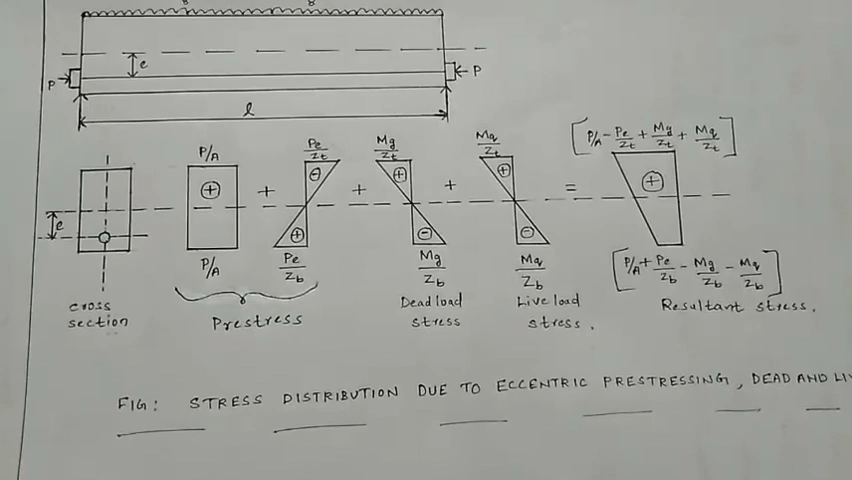 e
P P
l
P/A
Pe/Zt
Mg/Zt
Mq/Zt
[P/A - Pe/Zt + Mg/Zt + Mq/Zt]
⊕ + ⊖ + ⊕ + ⊕ = ⊕
e
⊕ ⊖ ⊖
P/A
Pe/Zb
Mg/Zb
Mq/Zb
[P/A + Pe/Zb - Mg/Zb - Mq/Zb]
cross
section
Prestress
Dead load
stress
Live load
stress.
Resultant stress.
FIG: STRESS DISTRIBUTION DUE TO ECCENTRIC PRESTRESSING, DEAD AND